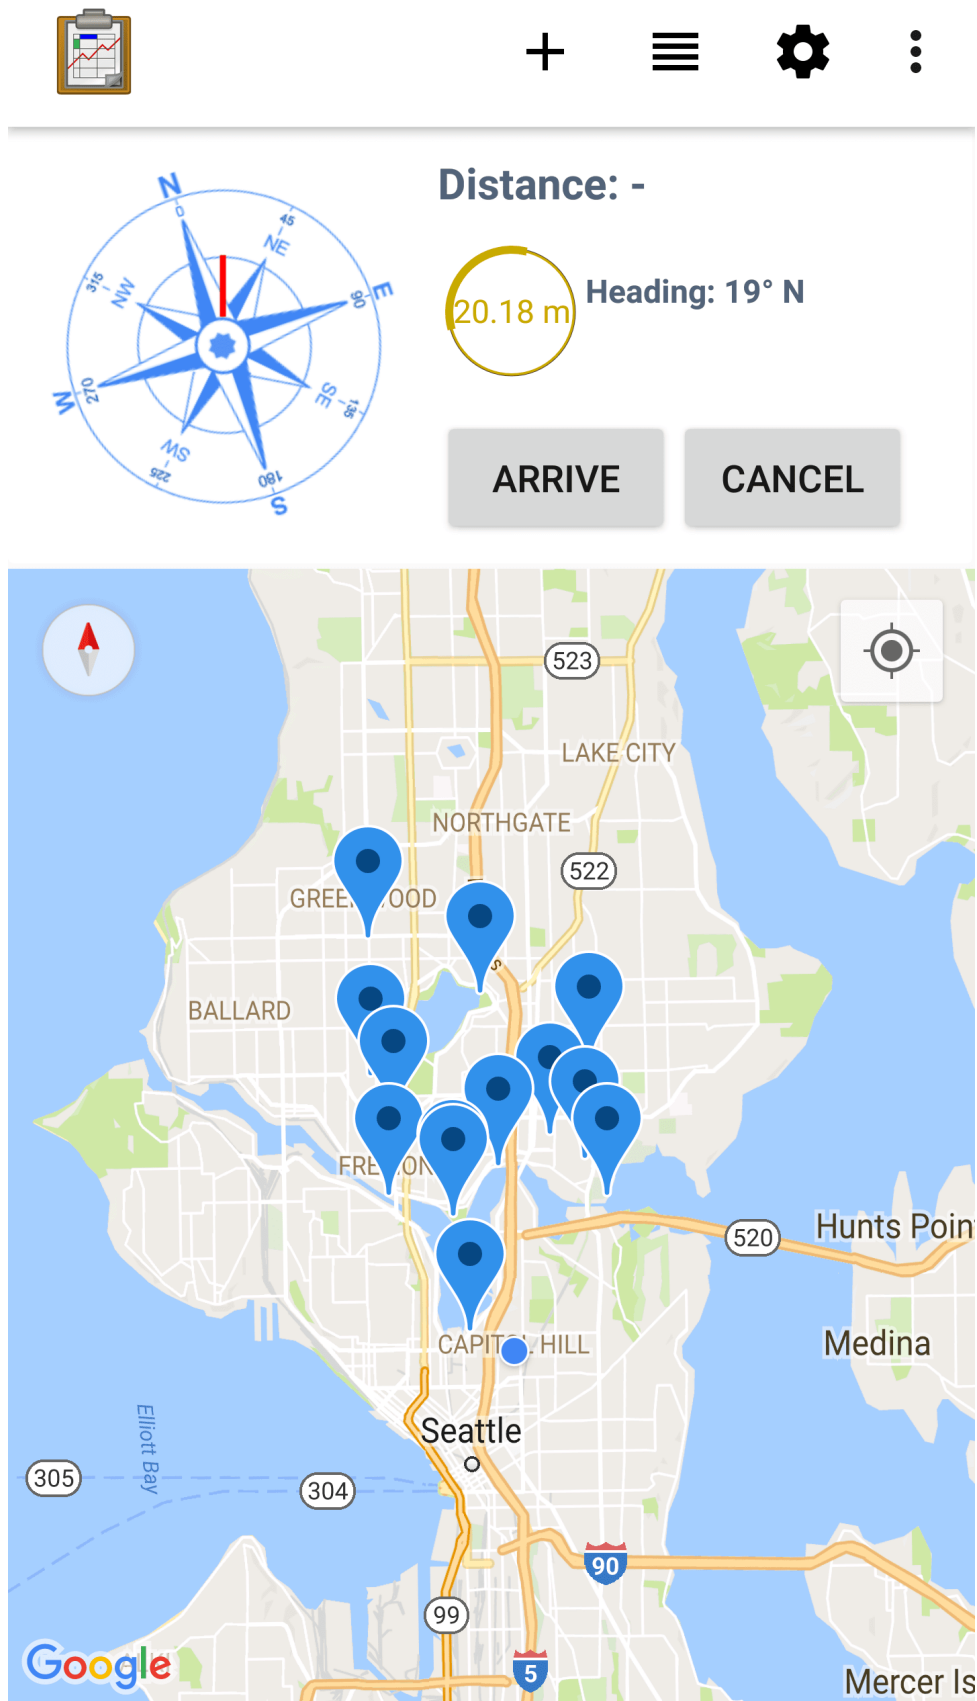 Distance: -
20.18 m
Heading: 19° N
N
0
45
NE
E
90
SE
135
S
180
SW
225
W
270
NW
315
ARRIVE
CANCEL
523
LAKE CITY
NORTHGATE
522
BALLARD
520
Hunts Poin
CAPITOL HILL
Medina
Elliott Bay
Seattle
305
304
90
99
5
Google
Mercer Is